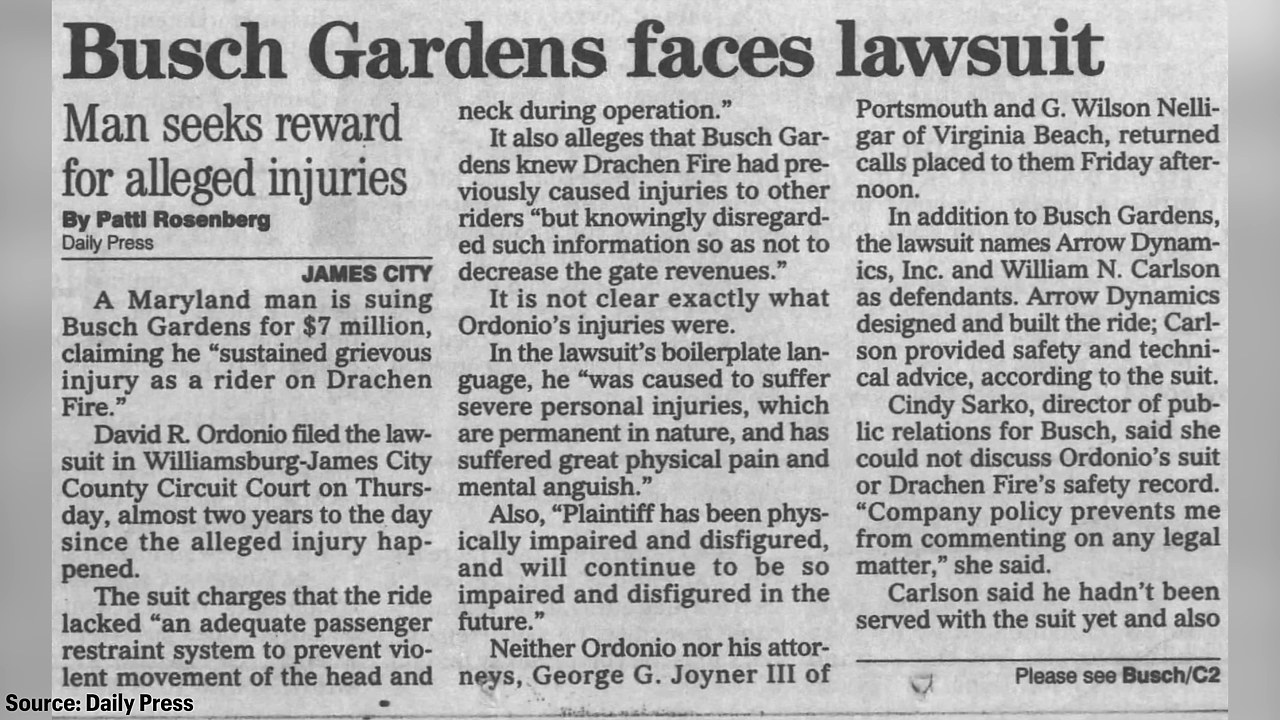 Busch Gardens faces lawsuit
Man seeks reward
for alleged injuries
By Patti Rosenberg
Daily Press
JAMES CITY
A Maryland man is suing
Busch Gardens for $7 million,
claiming he “sustained grievous
injury as a rider on Drachen
Fire.”
David R. Ordonio filed the law-
suit in Williamsburg-James City
County Circuit Court on Thurs-
day, almost two years to the day
since the alleged injury hap-
pened.
The suit charges that the ride
lacked “an adequate passenger
restraint system to prevent vio-
lent movement of the head and
neck during operation.”
It also alleges that Busch Gar-
dens knew Drachen Fire had pre-
viously caused injuries to other
riders “but knowingly disregard-
ed such information so as not to
decrease the gate revenues.”
It is not clear exactly what
Ordonio’s injuries were.
In the lawsuit’s boilerplate lan-
guage, he “was caused to suffer
severe personal injuries, which
are permanent in nature, and has
suffered great physical pain and
mental anguish.”
Also, “Plaintiff has been phys-
ically impaired and disfigured,
and will continue to be so
impaired and disfigured in the
future.”
Neither Ordonio nor his attor-
neys, George G. Joyner III of
Portsmouth and G. Wilson Nelli-
gar of Virginia Beach, returned
calls placed to them Friday after-
noon.
In addition to Busch Gardens,
the lawsuit names Arrow Dynam-
ics, Inc. and William N. Carlson
as defendants. Arrow Dynamics
designed and built the ride; Carl-
son provided safety and techni-
cal advice, according to the suit.
Cindy Sarko, director of pub-
lic relations for Busch, said she
could not discuss Ordonio’s suit
or Drachen Fire’s safety record.
“Company policy prevents me
from commenting on any legal
matter,” she said.
Carlson said he hadn’t been
served with the suit yet and also
Please see Busch/C2
Source: Daily Press